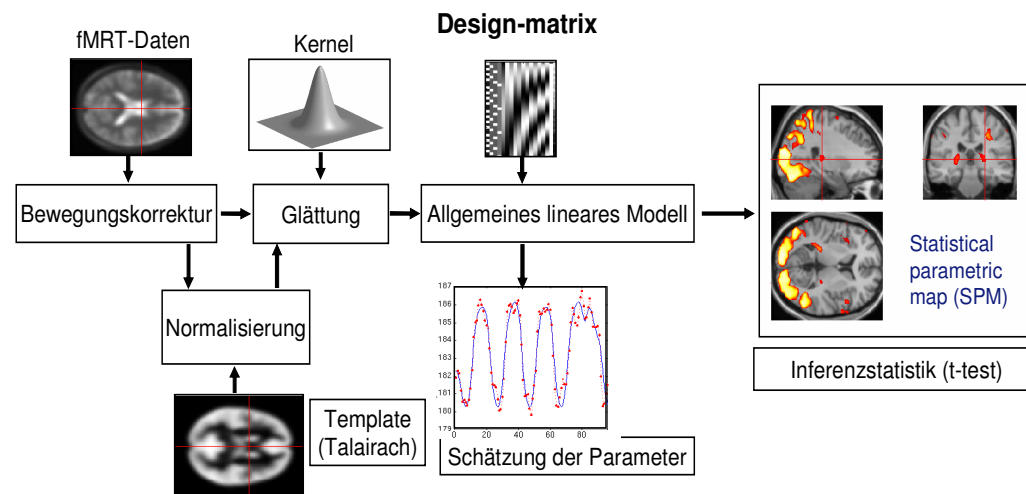 Design-matrix
fMRT-Daten
Kernel
Bewegungskorrektur
Glättung
Allgemeines lineares Modell
Normalisierung
Template
(Talairach)
187
186
185
184
183
182
181
180
179
0
20
40
60
80
Schätzung der Parameter
Statistical
parametric
map (SPM)
Inferenzstatistik (t-test)